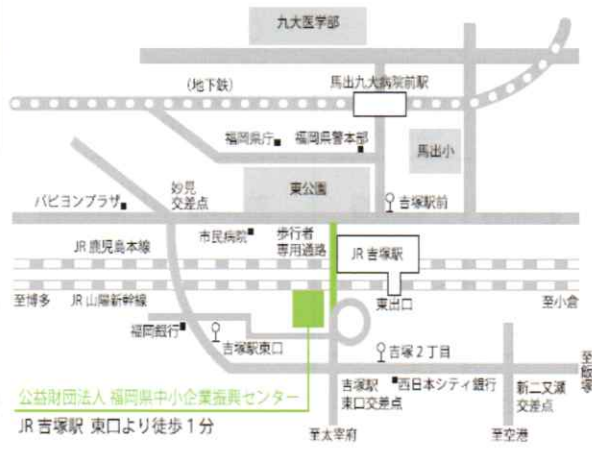 九大医学部
(地下鉄)
馬出九大病院前駅
福岡県庁
福岡県警本部
馬出小
東公園
妙見
交差点
パピヨンプラザ
吉塚駅前
市民病院
歩行者
専用通路
JR 鹿児島本線
JR 吉塚駅
至博多
JR 山陽新幹線
東出口
至小倉
福岡銀行
吉塚駅東口
吉塚2丁目
至飯塚
公益財団法人 福岡県中小企業振興センター
吉塚駅
東口交差点
西日本シティ銀行
新二又瀬
交差点
JR 吉塚駅 東口より徒歩1分
至太宰府
至空港